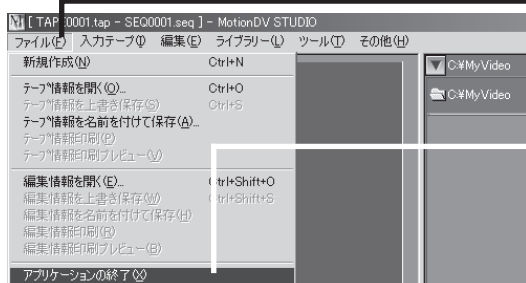 [ TAPE0001.tap - SEQ0001.seq ] - MotionDV STUDIO
ファイル(F) 入力テープ(I) 編集(E) ライブラリー(L) ツール(T) その他(H)
新規作成(N) Ctrl+N
テープ情報を開く(O)... Ctrl+O
テープ情報を上書き保存(S) Ctrl+S
テープ情報を名前を付けて保存(A)...
テープ情報印刷(P)
テープ情報印刷プレビュー(V)
編集情報を開く(E)... Ctrl+Shift+O
編集情報を上書き保存(W) Ctrl+Shift+S
編集情報を名前を付けて保存(H)
編集情報印刷(R)
編集情報印刷プレビュー(B)
アプリケーションの終了(X)
C:¥MyVideo
C:¥MyVideo